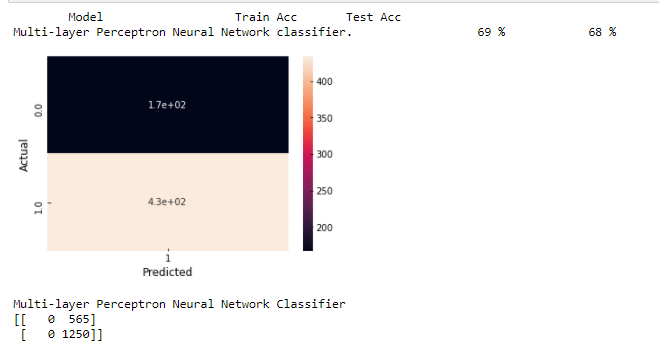 Model Train Acc Test Acc
Multi-layer Perceptron Neural Network classifier. 69 % 68 %
400
1.7e+02
0.0
350
Actual
300
250
4.3e+02
1.0
200
1
Predicted
Multi-layer Perceptron Neural Network Classifier
[[   0  565]
 [   0 1250]]